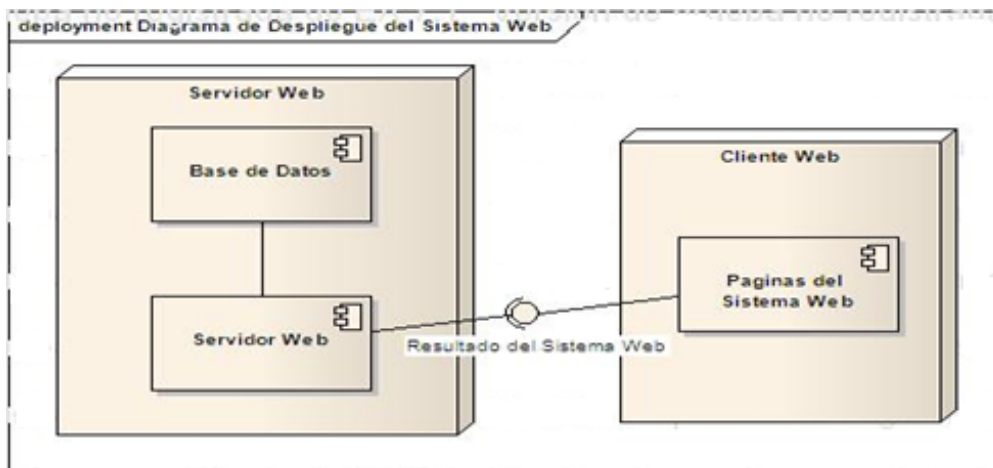 deployment Diagrama de Despliegue del Sistema Web
Servidor Web
Base de Datos
Servidor Web
Resultado del Sistema Web
Cliente Web
Paginas del
Sistema Web